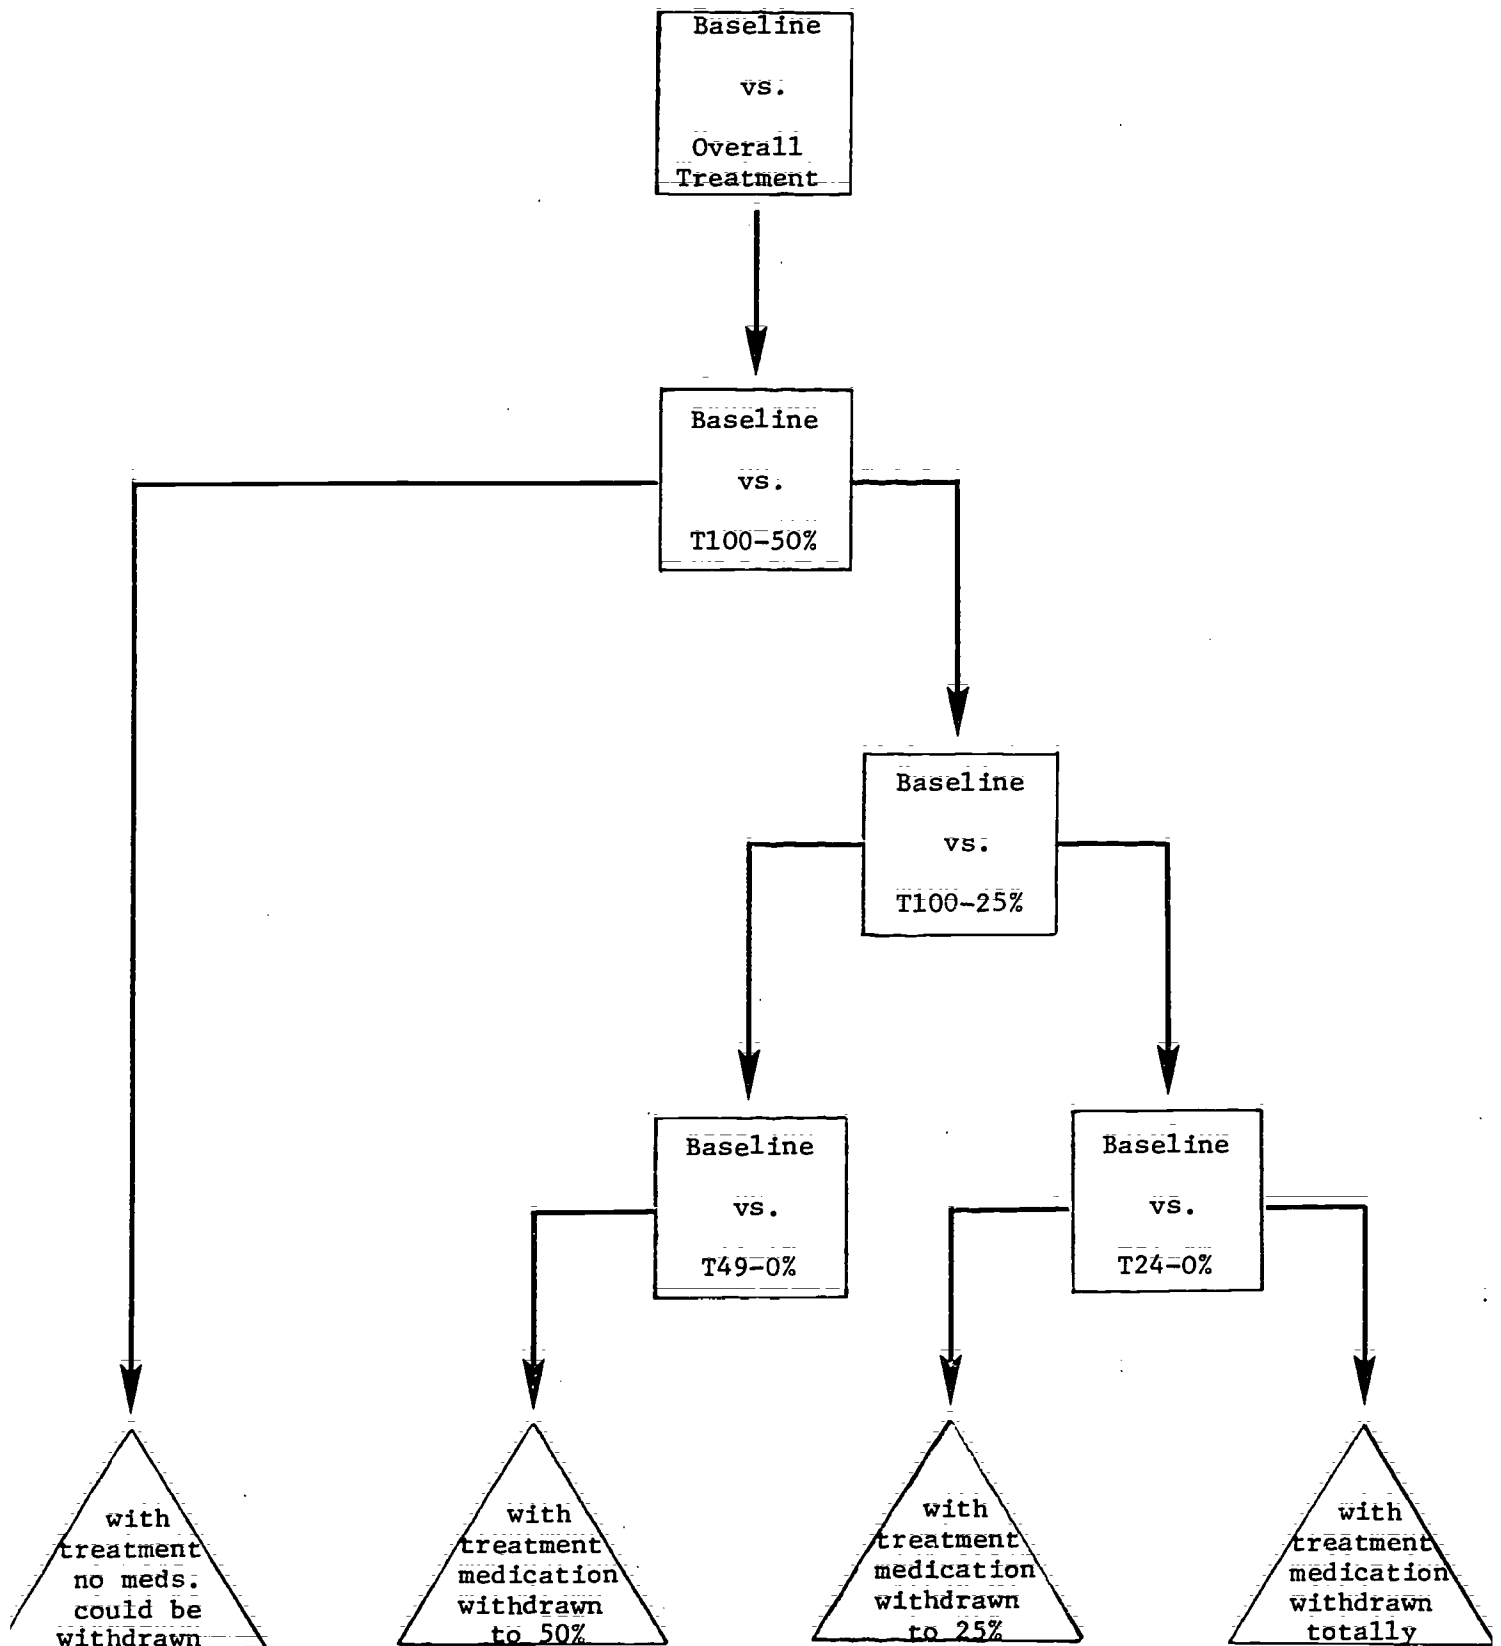 Baseline
vs.
Overall
Treatment
Baseline
vs.
T100-50%
Baseline
vs.
T100-25%
Baseline
vs.
T49-0%
Baseline
vs.
T24-0%
with
treatment
no meds.
could be
withdrawn
with
treatment
medication
withdrawn
to 50%
with
treatment
medication
withdrawn
to 25%
with
treatment
medication
withdrawn
totally